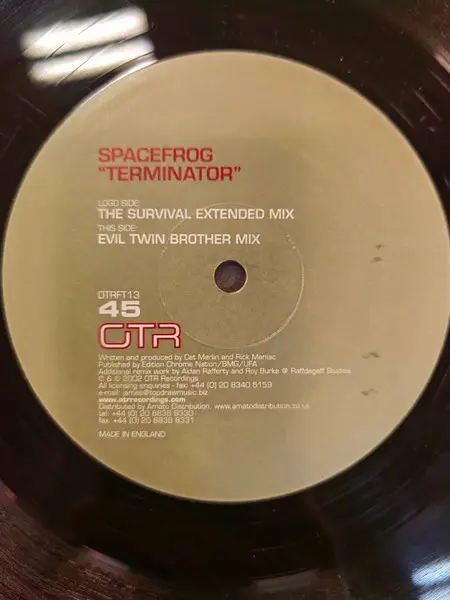 SPACEFROG
"TERMINATOR"
LOGO SIDE:
THE SURVIVAL EXTENDED MIX
THIS SIDE:
EVIL TWIN BROTHER MIX
OTRFT13
45
OTR
Written and produced by Cet Merlin and Rick Maniac
Published by Edition Chrome Nation/BMG/UFA
Additional remix work by Aidan Rafferty and Roy Burke @ Raffdageff Studios
℗ & © 2002 OTR Recordings
All licensing enquiries - fax: +44 (0) 20 8340 5159
e-mail: james@topdrawmusic.biz
www.otrrecordings.com
Distributed by Amato Distribution. www.amatodistribution.co.uk
tel: +44 (0) 20 8838 8330
fax: +44 (0) 20 8838 8331
MADE IN ENGLAND